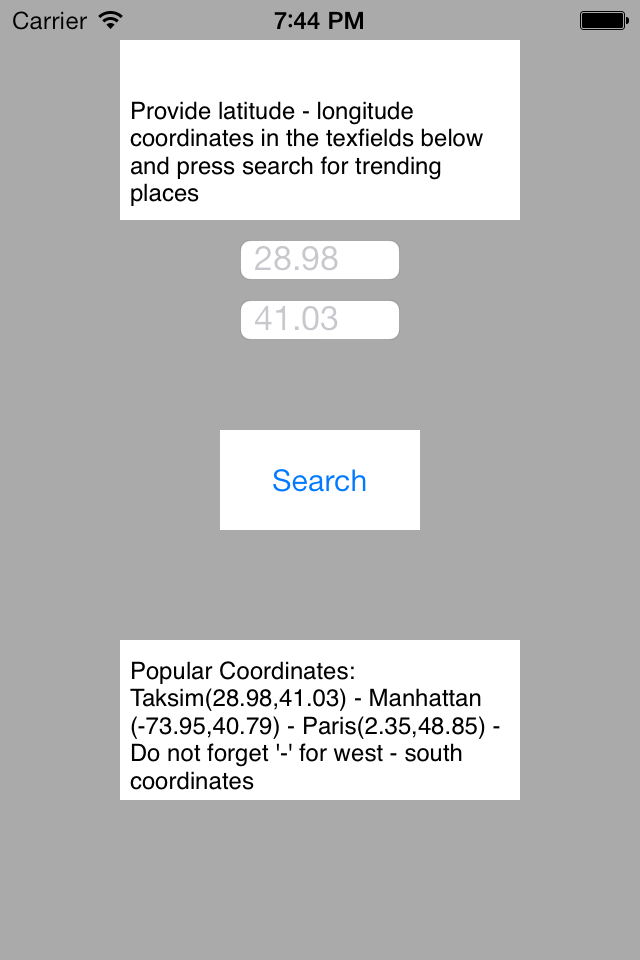 Carrier 7:44 PM
Provide latitude - longitude
coordinates in the texfields below
and press search for trending
places
28.98
41.03
Search
Popular Coordinates:
Taksim(28.98,41.03) - Manhattan
(-73.95,40.79) - Paris(2.35,48.85) -
Do not forget '-' for west - south
coordinates